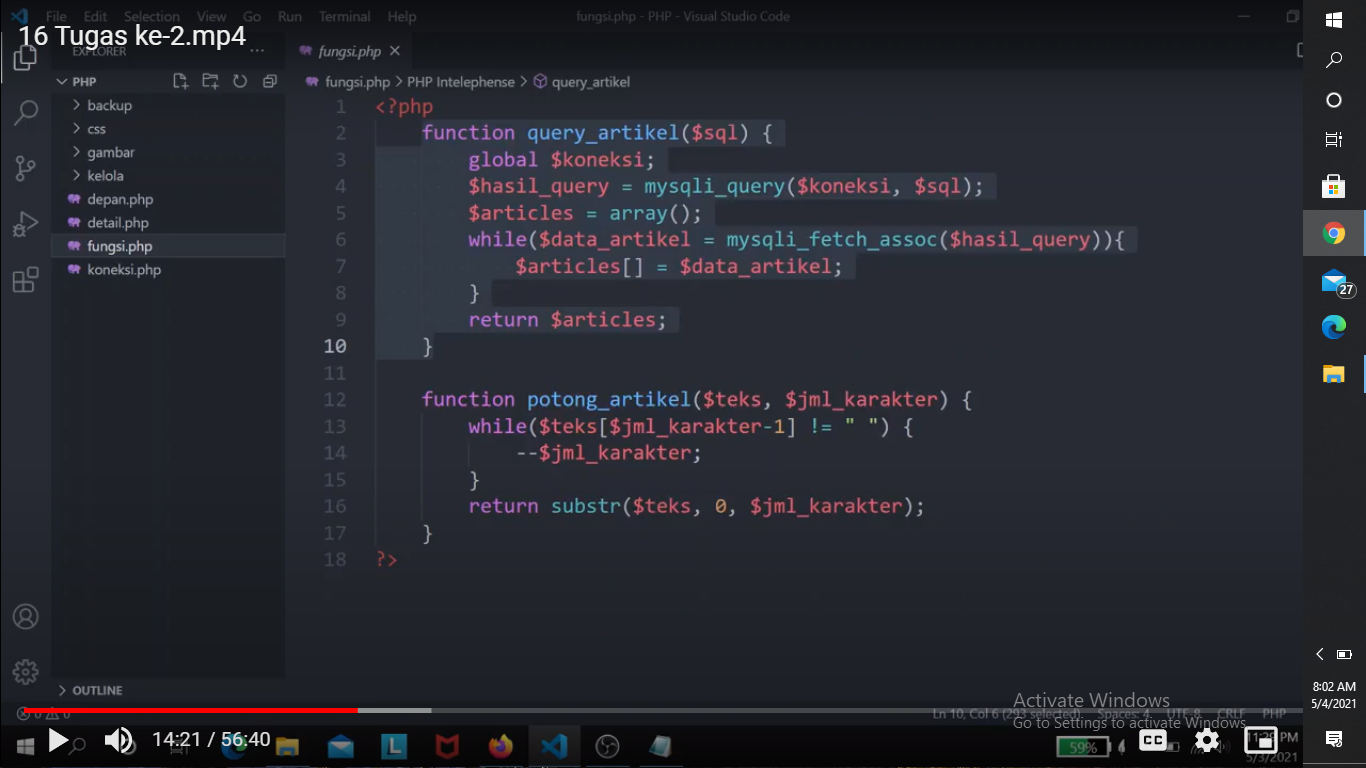 File Edit Selection View Go Run Terminal Help
fungsi.php - PHP - Visual Studio Code
16 Tugas ke-2.mp4
EXPLORER
fungsi.php
PHP
fungsi.php > PHP Intelephense > query_artikel
backup
css
gambar
kelola
depan.php
detail.php
fungsi.php
koneksi.php
1 <?php
2 function query_artikel($sql) {
3 global $koneksi;
4 $hasil_query = mysqli_query($koneksi, $sql);
5 $articles = array();
6 while($data_artikel = mysqli_fetch_assoc($hasil_query)){
7 $articles[] = $data_artikel;
8 }
9 return $articles;
10 }
11
12 function potong_artikel($teks, $jml_karakter) {
13 while($teks[$jml_karakter-1] != " ") {
14 --$jml_karakter;
15 }
16 return substr($teks, 0, $jml_karakter);
17 }
18 ?>
OUTLINE
0 0
Ln 10, Col 6 (293 selected) Spaces: 4 UTF-8 CRLF PHP
Activate Windows
Go to Settings to activate Windows.
14:21 / 56:40
59%
CC
11:29 PM
5/3/2021
27
8:02 AM
5/4/2021